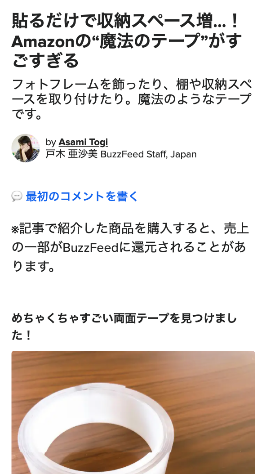 貼るだけで収納スペース増…！
Amazonの“魔法のテープ”がす
ごすぎる
フォトフレームを飾ったり、棚や収納スペ
ースを取り付けたり。魔法のようなテープ
です。
by Asami Togi
戸木 亜沙美 BuzzFeed Staff, Japan
最初のコメントを書く
※記事で紹介した商品を購入すると、売上
の一部がBuzzFeedに還元されることがあ
ります。
めちゃくちゃすごい両面テープを見つけまし
た！